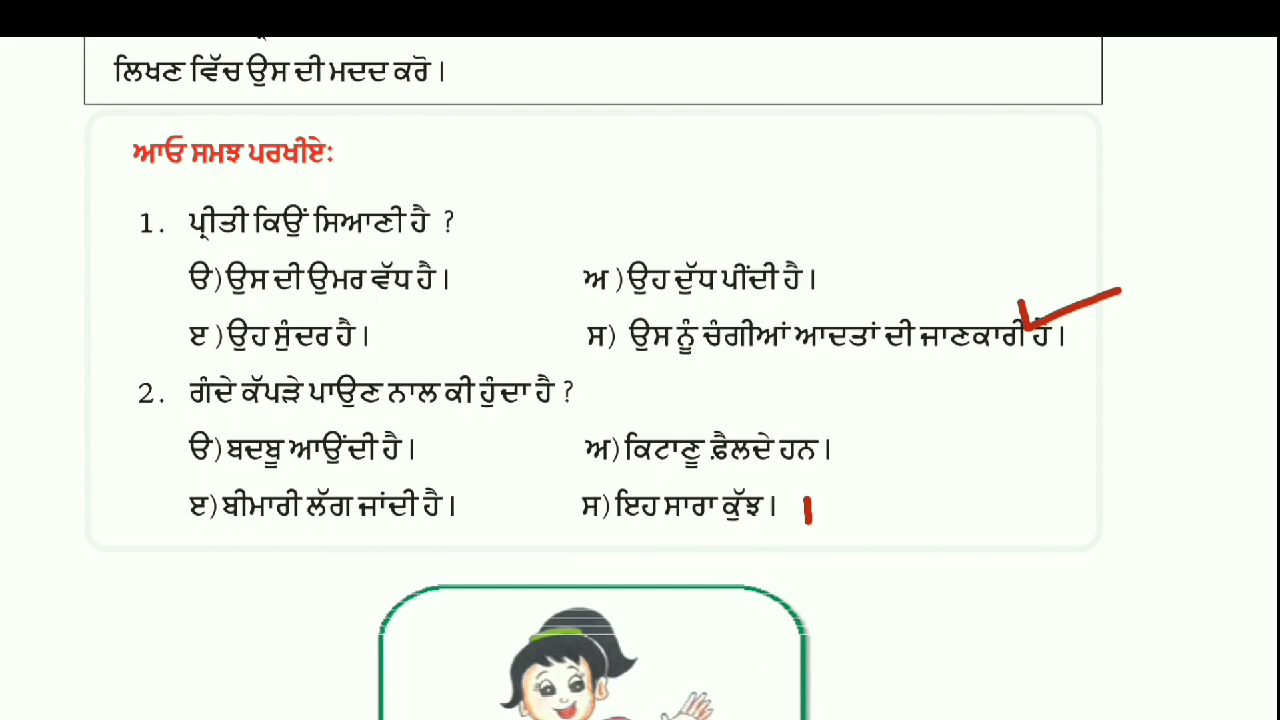 ਲਿਖਣ ਵਿੱਚ ਉਸ ਦੀ ਮਦਦ ਕਰੋ।
ਆਓ ਸਮਝ ਪਰਖੀਏ:
1. ਪ੍ਰੀਤੀ ਕਿਉਂ ਸਿਆਣੀ ਹੈ ?
ੳ) ਉਸ ਦੀ ਉਮਰ ਵੱਧ ਹੈ। ਅ ) ਉਹ ਦੁੱਧ ਪੀਂਦੀ ਹੈ।
ੲ ) ਉਹ ਸੁੰਦਰ ਹੈ। ਸ) ਉਸ ਨੂੰ ਚੰਗੀਆਂ ਆਦਤਾਂ ਦੀ ਜਾਣਕਾਰੀ ਹੈ।
2. ਗੰਦੇ ਕੱਪੜੇ ਪਾਉਣ ਨਾਲ ਕੀ ਹੁੰਦਾ ਹੈ ?
ੳ) ਬਦਬੂ ਆਉਂਦੀ ਹੈ। ਅ) ਕਿਟਾਣੂ ਫ਼ੈਲਦੇ ਹਨ।
ੲ) ਬੀਮਾਰੀ ਲੱਗ ਜਾਂਦੀ ਹੈ। ਸ) ਇਹ ਸਾਰਾ ਕੁੱਝ।